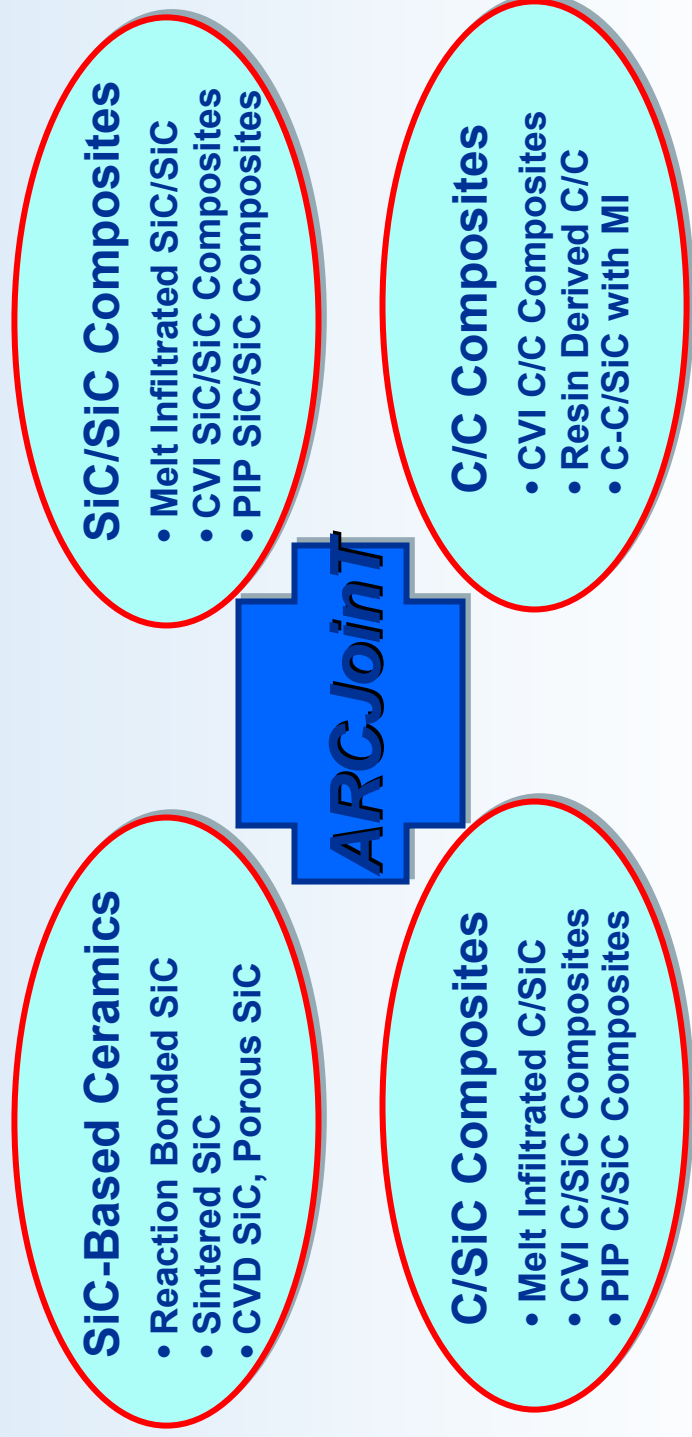 SiC-Based Ceramics
• Reaction Bonded SiC
• Sintered SiC
• CVD SiC, Porous SiC
SiC/SiC Composites
• Melt Infiltrated SiC/SiC
• CVI SiC/SiC Composites
• PIP SiC/SiC Composites
ARCJoinT
C/SiC Composites
• Melt Infiltrated C/SiC
• CVI C/SiC Composites
• PIP C/SiC Composites
C/C Composites
• CVI C/C Composites
• Resin Derived C/C
• C-C/SiC with MI